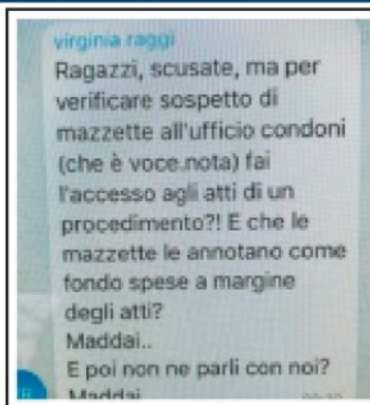 virginia raggi
Ragazzi, scusate, ma per
verificare sospetto di
mazzette all'ufficio condoni
(che è voce.nota) fai
l'accesso agli atti di un
procedimento?! E che le
mazzette le annotano come
fondo spese a margine
degli atti?
Maddai..
E poi non ne parli con noi?
Maddai